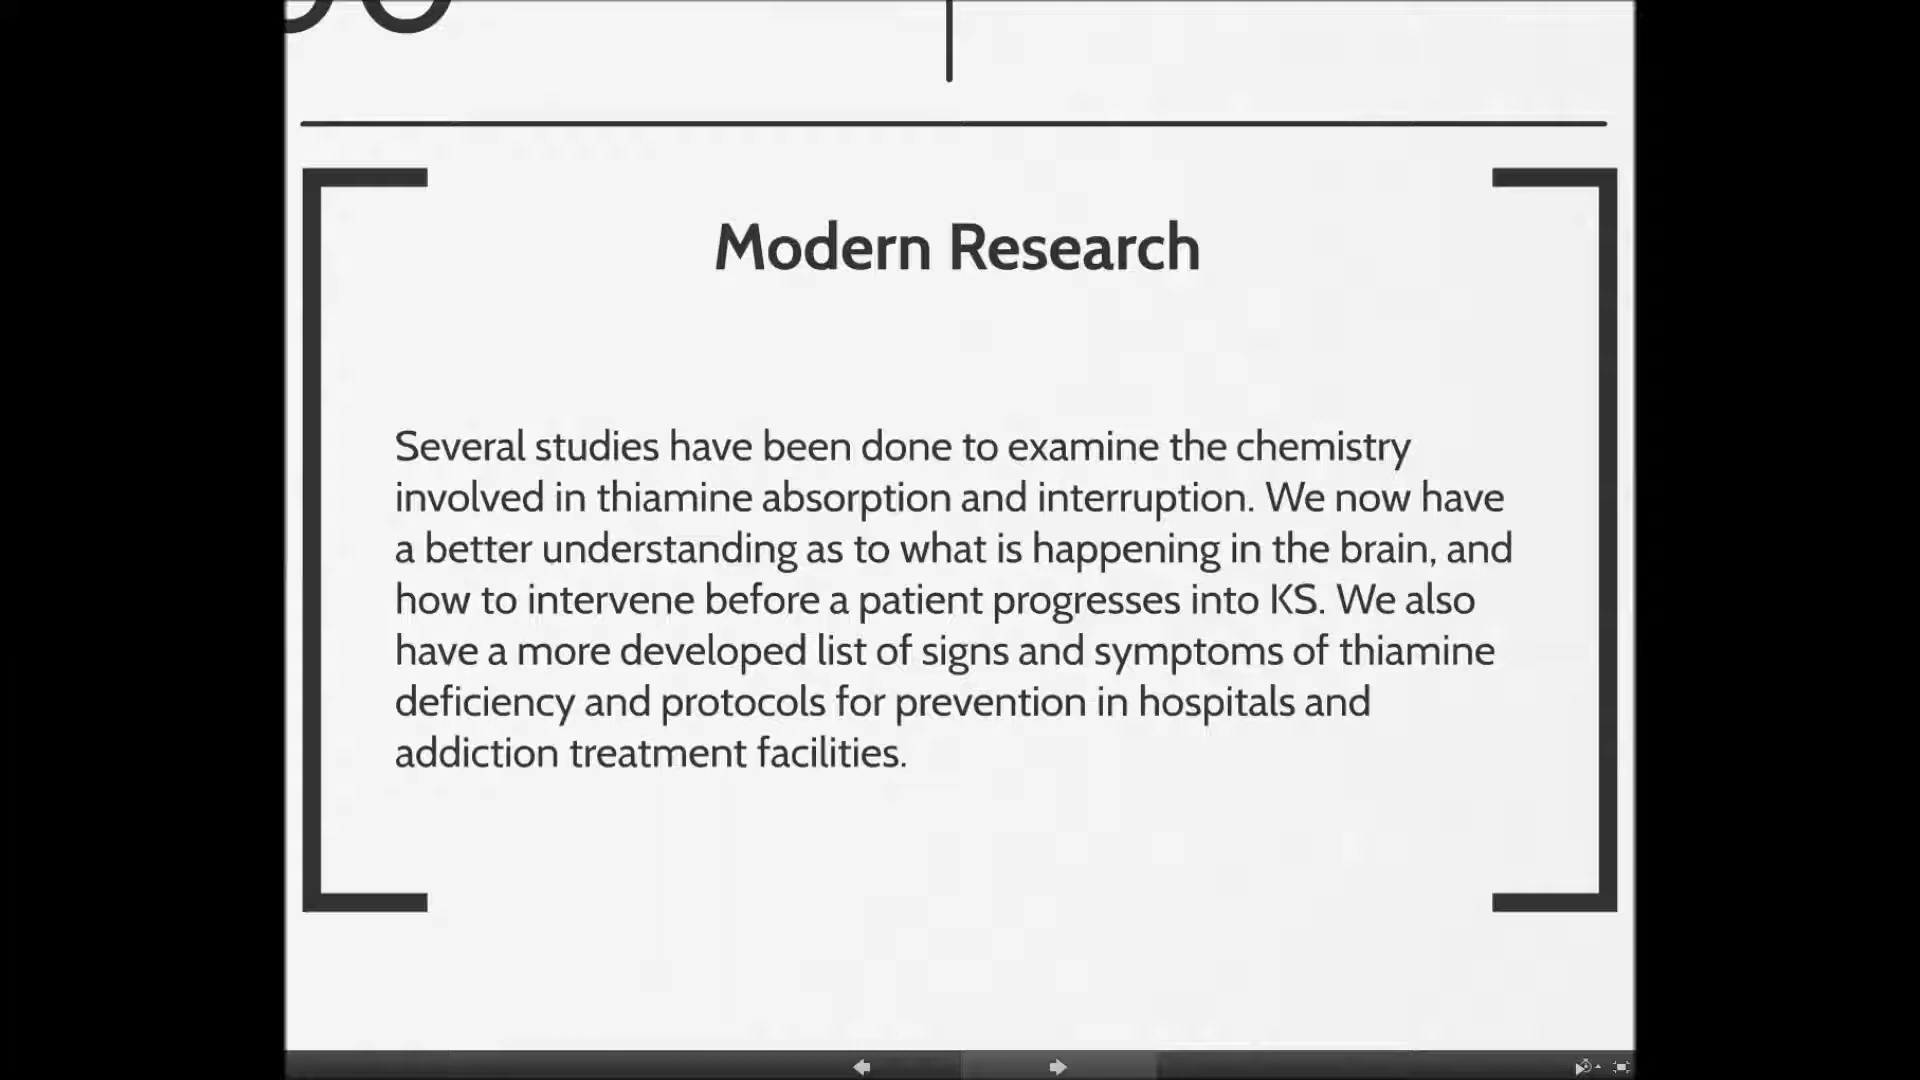 Modern Research
Several studies have been done to examine the chemistry
involved in thiamine absorption and interruption. We now have
a better understanding as to what is happening in the brain, and
how to intervene before a patient progresses into KS. We also
have a more developed list of signs and symptoms of thiamine
deficiency and protocols for prevention in hospitals and
addiction treatment facilities.